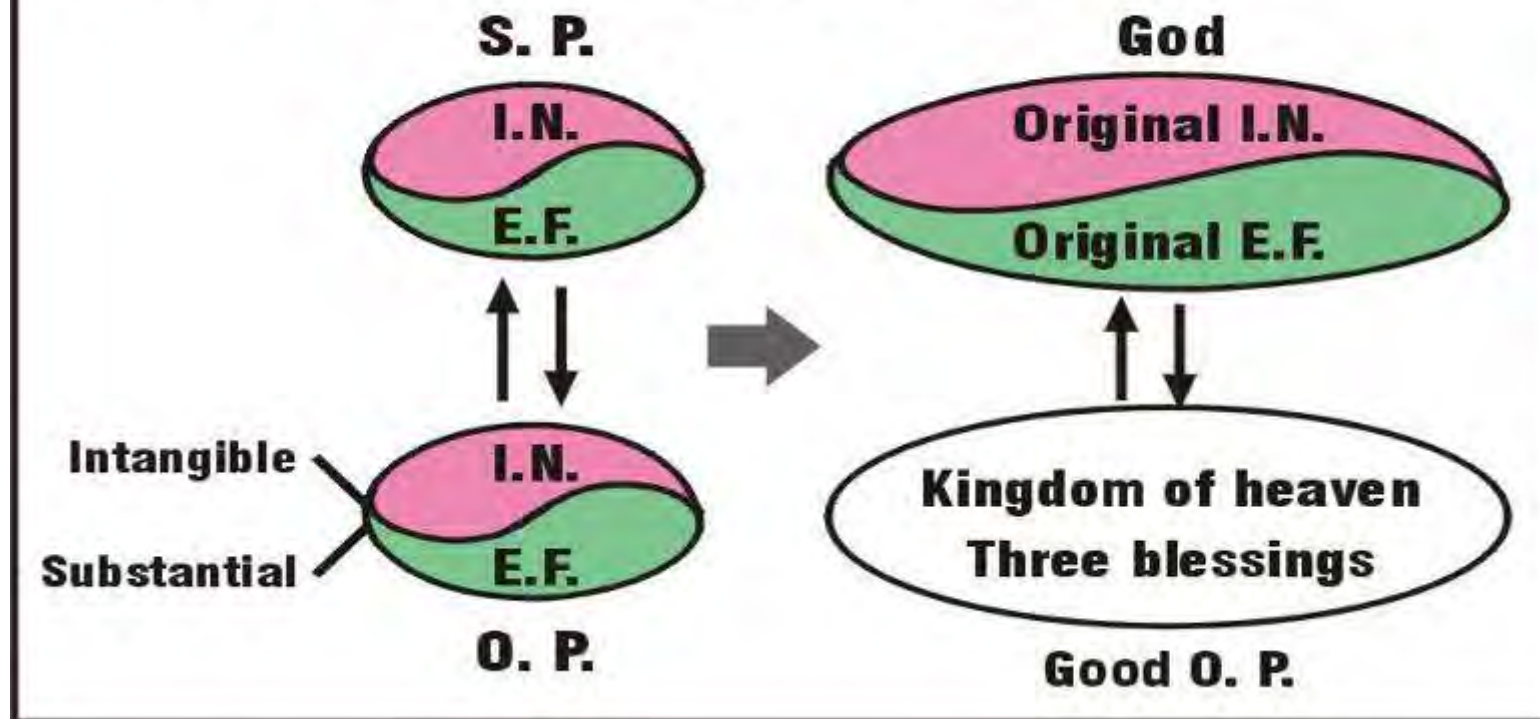 S. P.
I.N.
E.F.
Intangible
Substantial
I.N.
E.F.
O. P.
God
Original I.N.
Original E.F.
Kingdom of heaven
Three blessings
Good O. P.